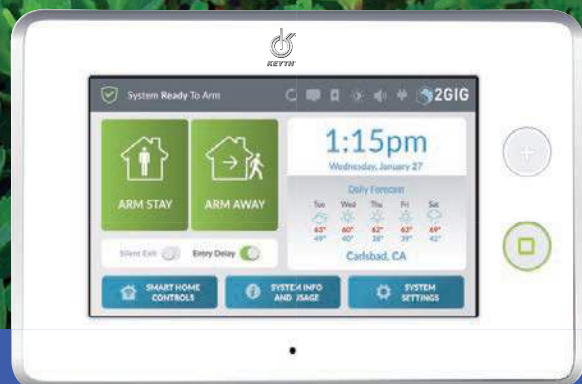 KEYTH
System Ready To Arm
2GIG
ARM STAY
ARM AWAY
Silent Exit
Entry Delay
1:15pm
Wednesday, January 27
Daily Forecast
Tue Wed Thu Fri Sat
63° 60° 62° 63° 69°
49° 40° 38° 39° 42°
Carlsbad, CA
SMART HOME
CONTROLS
SYSTEM INFO
AND USAGE
SYSTEM
SETTINGS